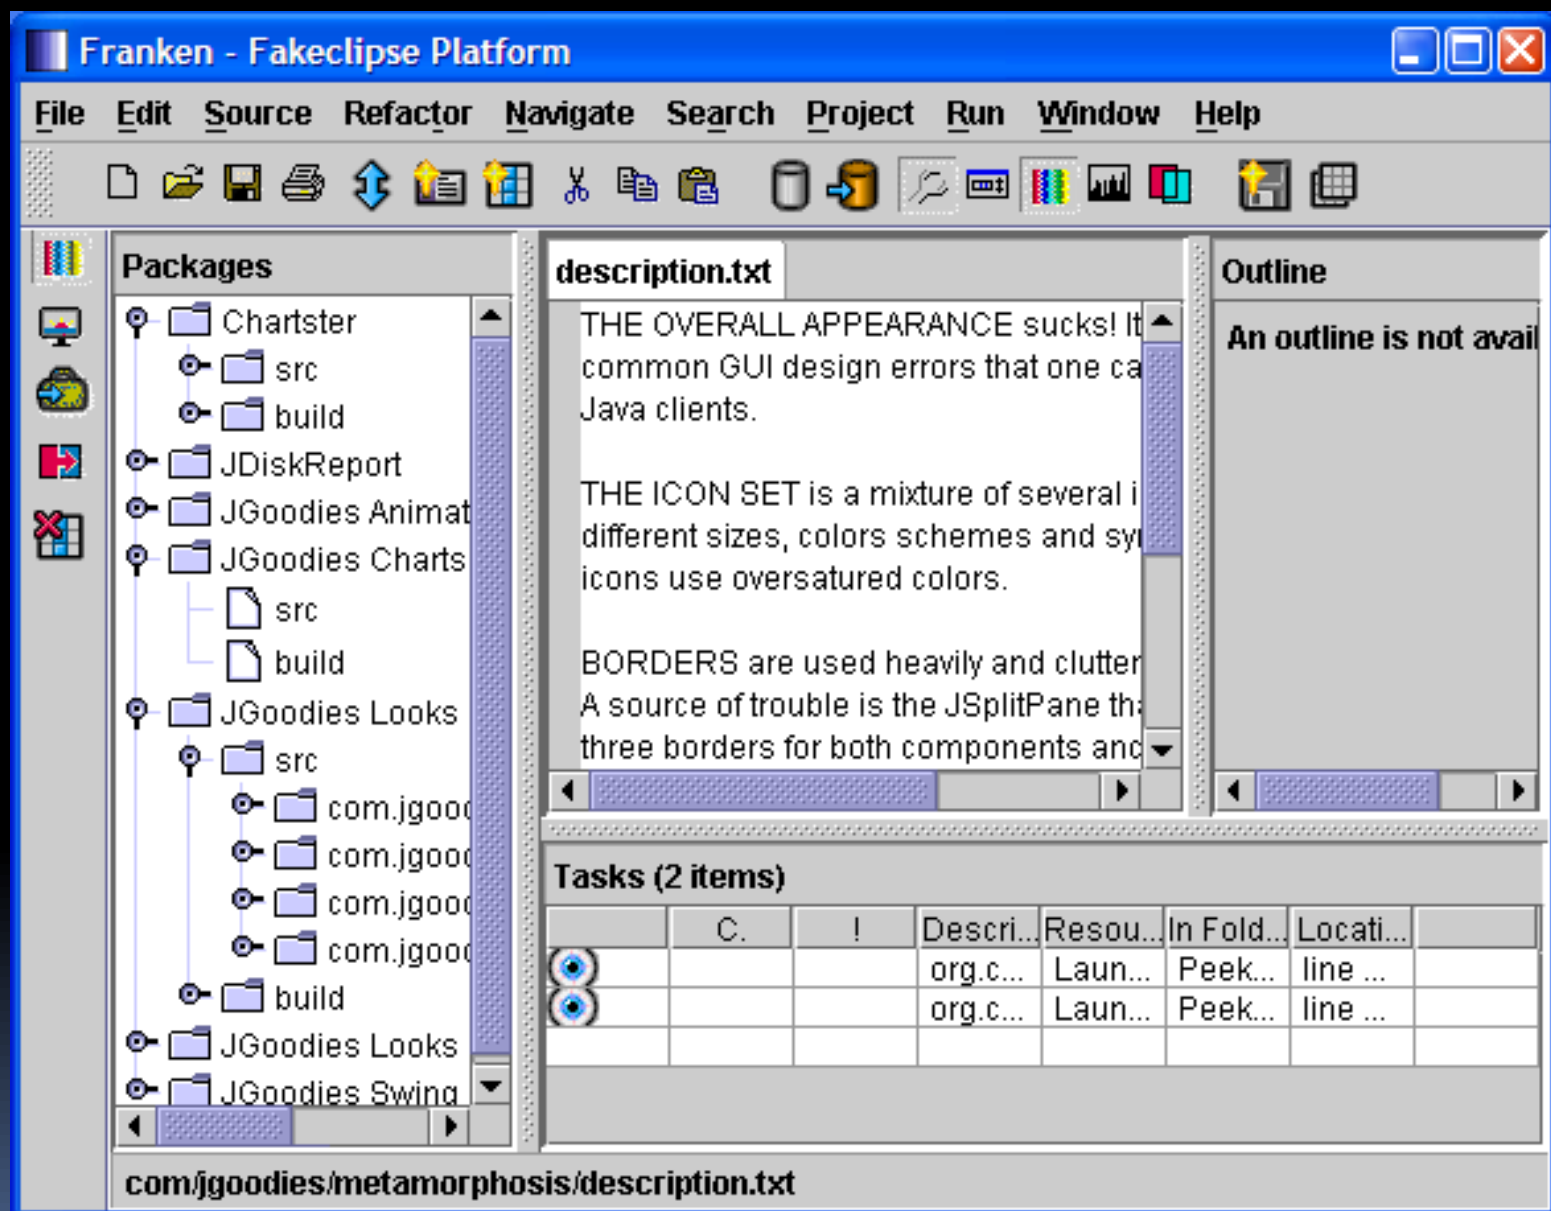 Franken - Fakeclipse Platform
File Edit Source Refactor Navigate Search Project Run Window Help
Packages
Chartster
src
build
JDiskReport
JGoodies Animat
JGoodies Charts
src
build
JGoodies Looks
src
com.jgood
com.jgood
com.jgood
com.jgood
build
JGoodies Looks
JGoodies Swing
description.txt
THE OVERALL APPEARANCE sucks! It
common GUI design errors that one ca
Java clients.
THE ICON SET is a mixture of several i
different sizes, colors schemes and sy
icons use oversatured colors.
BORDERS are used heavily and clutter
A source of trouble is the JSplitPane tha
three borders for both components and
Outline
An outline is not avail
Tasks (2 items)
C. ! Descri... Resou... In Fold... Locati...
org.c... Laun... Peek... line ...
org.c... Laun... Peek... line ...
com/jgoodies/metamorphosis/description.txt